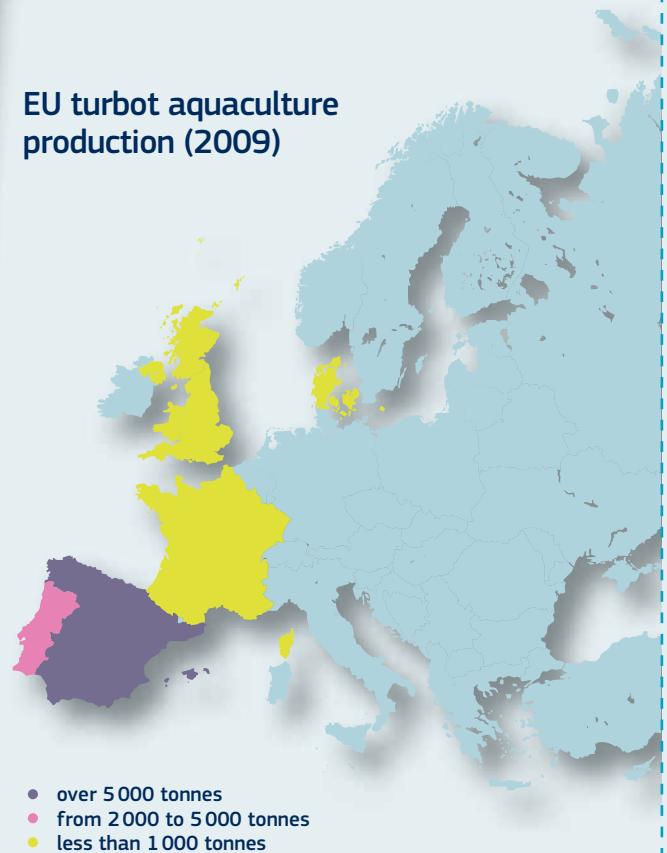 EU turbot aquaculture
production (2009)
over 5 000 tonnes
from 2 000 to 5 000 tonnes
less than 1 000 tonnes